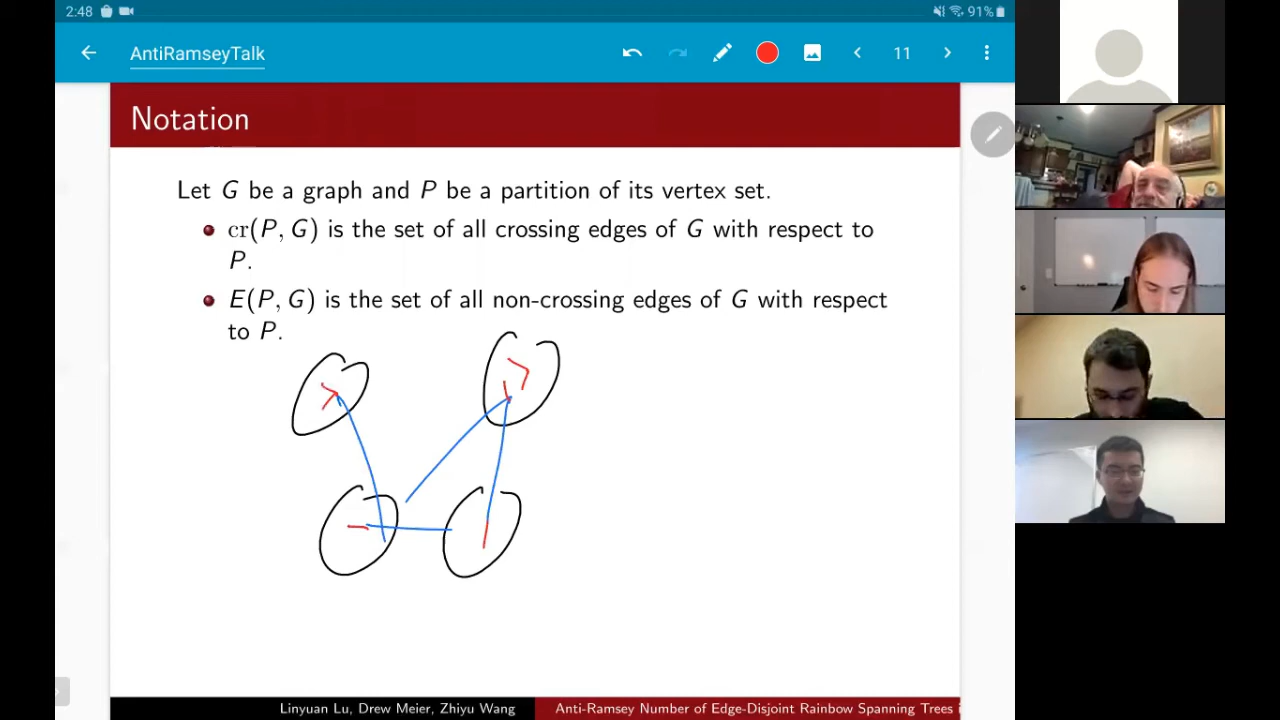 2:48 91%
AntiRamseyTalk 11
Notation
Let G be a graph and P be a partition of its vertex set.
cr(P, G) is the set of all crossing edges of G with respect to
P.
E(P, G) is the set of all non-crossing edges of G with respect
to P.
Linyuan Lu, Drew Meier, Zhiyu Wang Anti-Ramsey Number of Edge-Disjoint Rainbow Spanning Trees i